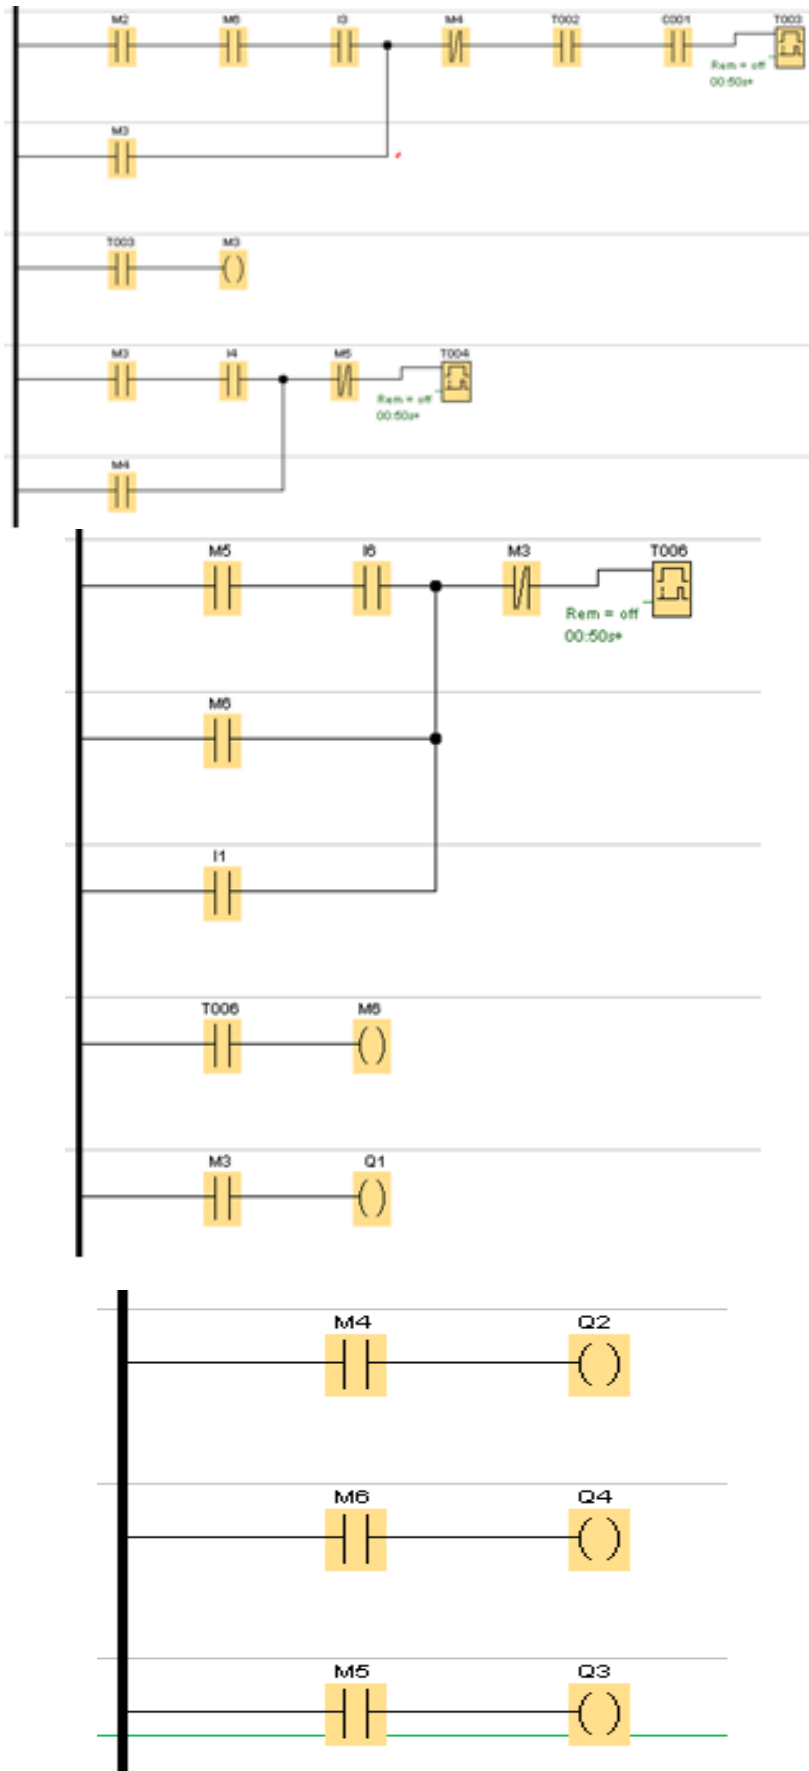 M2 M6 I3 M4 T002 C001 T003
Rem = off
00:50s+
M3
T003 M3
M3 I4 M5 T004
Rem = off
00:50s+
M4
M5 I6 M3 T006
Rem = off
00:50s+
M6
I1
T006 M6
M3 Q1
M4 Q2
M6 Q4
M5 Q3